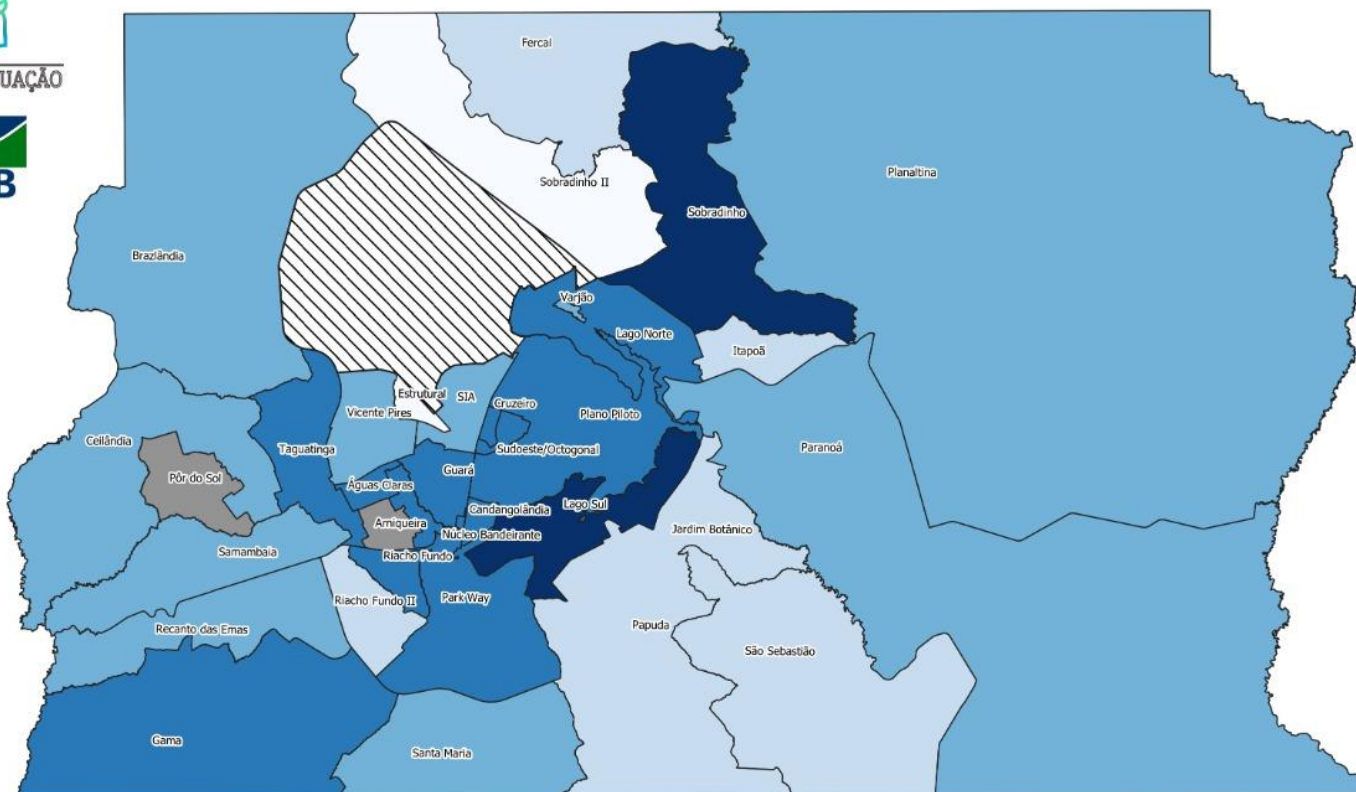 UAÇÃO
B
Fercal
Planaltina
Sobradinho II
Sobradinho
Brazlândia
Varjão
Lago Norte
Itapoã
Estrutural
SIA
Vicente Pires
Cruzeiro
Plano Piloto
Ceilândia
Taguatinga
Sudoeste/Octogonal
Paranoá
Pôr do Sol
Guará
Águas Claras
Candangolândia
Lago Sul
Arniqueira
Jardim Botânico
Núcleo Bandeirante
Samambaia
Riacho Fundo
Riacho Fundo II
Park Way
Recanto das Emas
Papuda
São Sebastião
Gama
Santa Maria